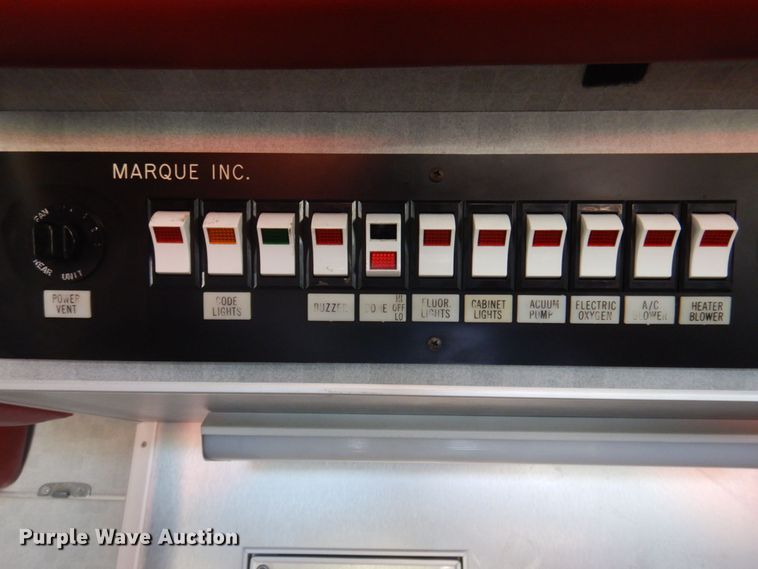 MARQUE INC.
FAN
REAR UNIT
POWER
VENT
CODE
LIGHTS
BUZZER
DOME HI OFF LO
FLUOR.
LIGHTS
CABINET
LIGHTS
VACUUM
PUMP
ELECTRIC
OXYGEN
A/C
BLOWER
HEATER
BLOWER
Purple Wave Auction